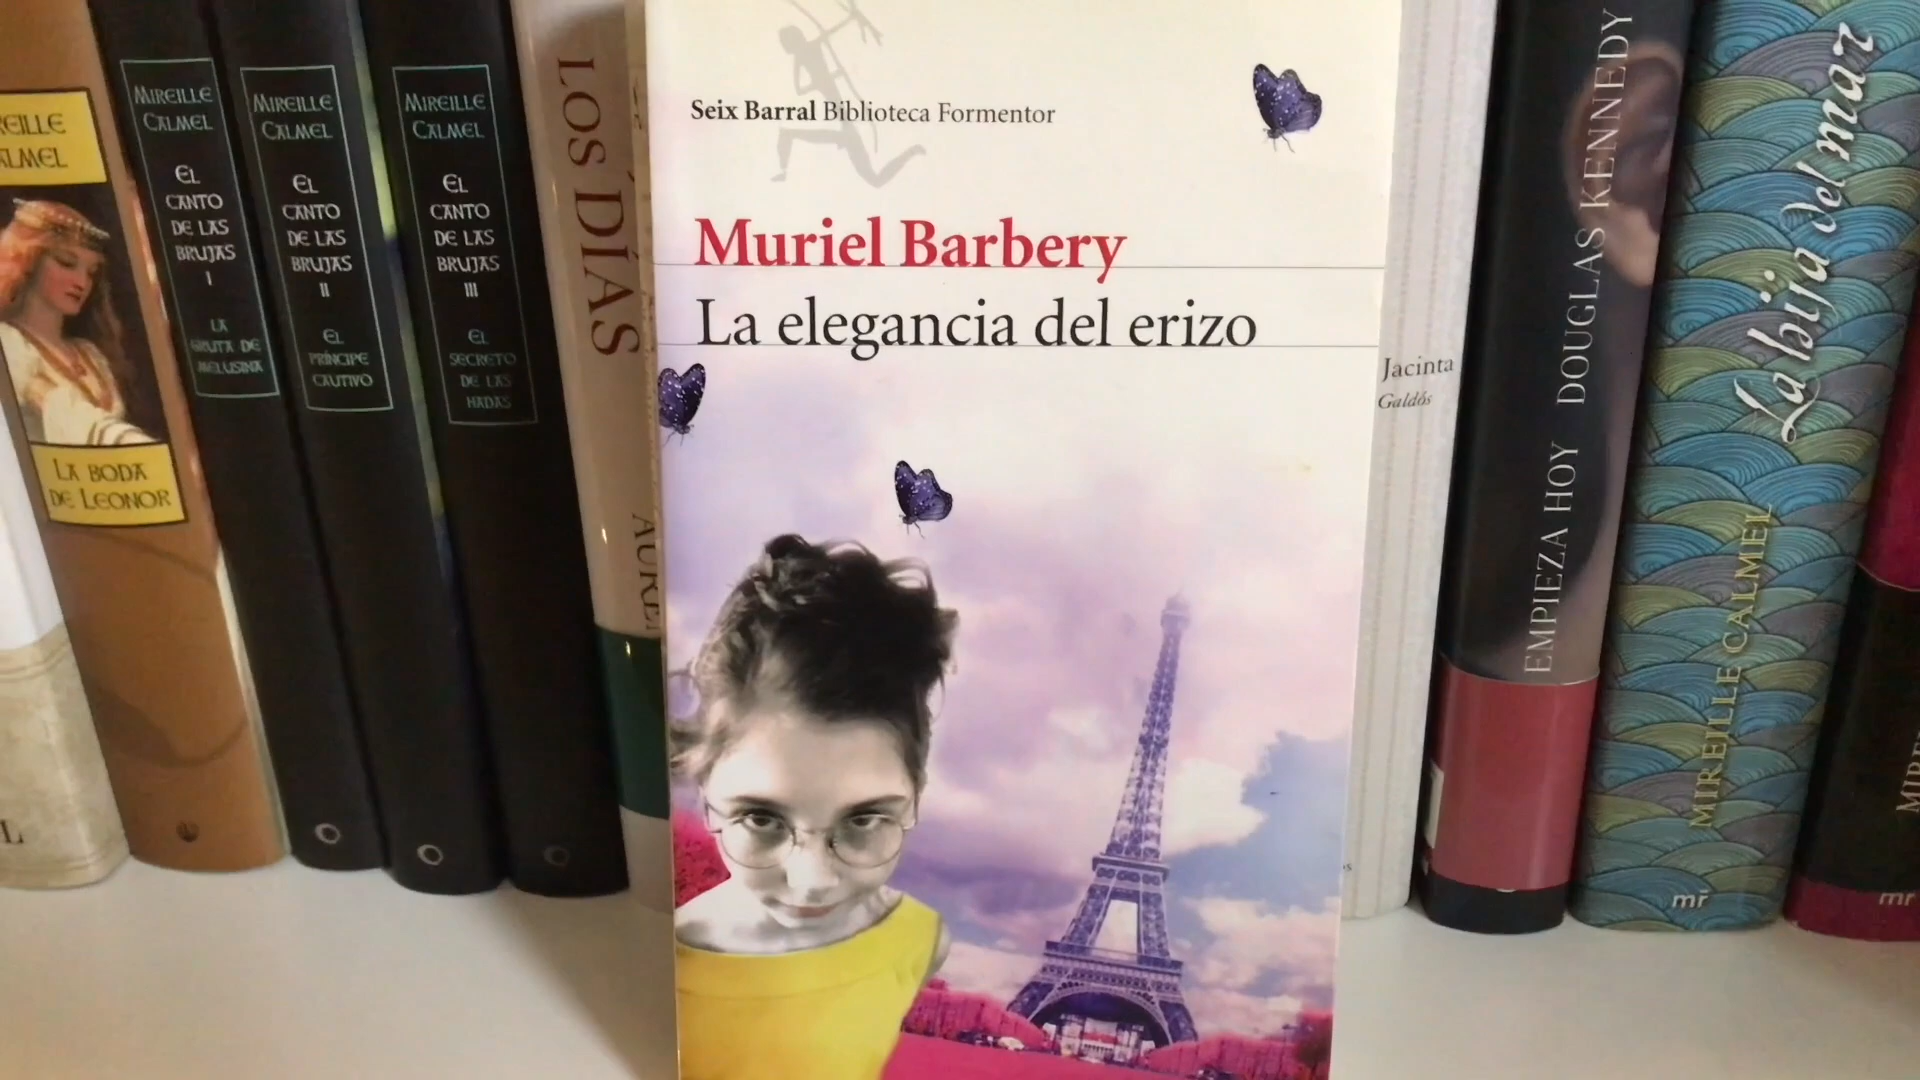 MIREILLE
CALMEL
EL
CANTO
DE LAS
BRUJAS
I
LA
GRUTA DE
MELUSINA
MIREILLE
CALMEL
EL
CANTO
DE LAS
BRUJAS
II
EL
PRÍNCIPE
CAUTIVO
MIREILLE
CALMEL
EL
CANTO
DE LAS
BRUJAS
III
EL
SECRETO
DE LAS
HADAS
LA BODA
DE LEONOR
LOS DÍAS
Seix Barral Biblioteca Formentor
Muriel Barbery
La elegancia del erizo
Jacinta
Galdós
EMPIEZA HOY DOUGLAS KENNEDY
La hija del mar
MIREILLE CALMEL
mr
mr